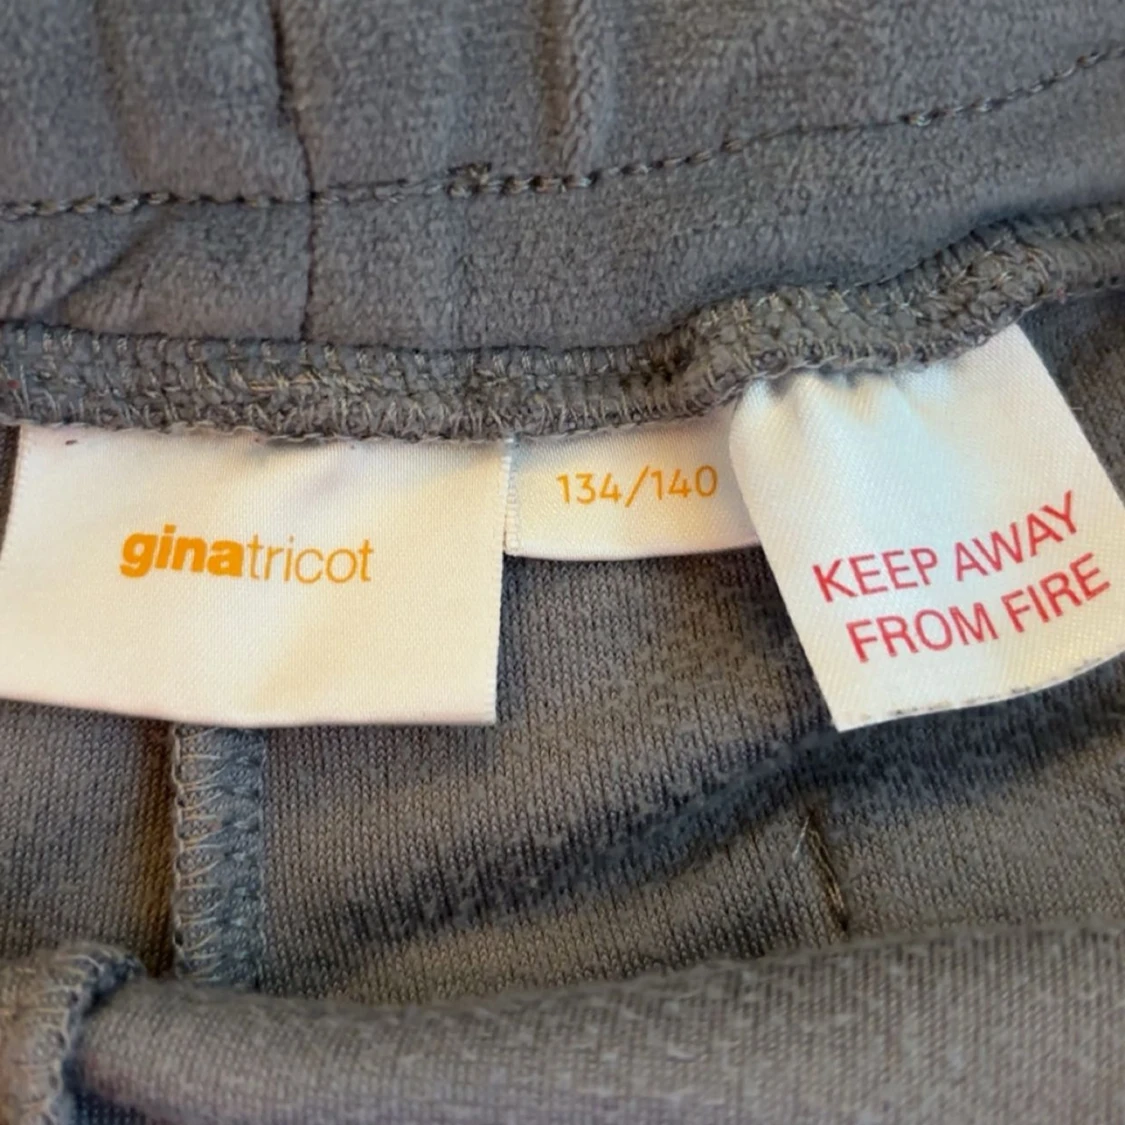 ginatricot
134/140
KEEP AWAY
FROM FIRE